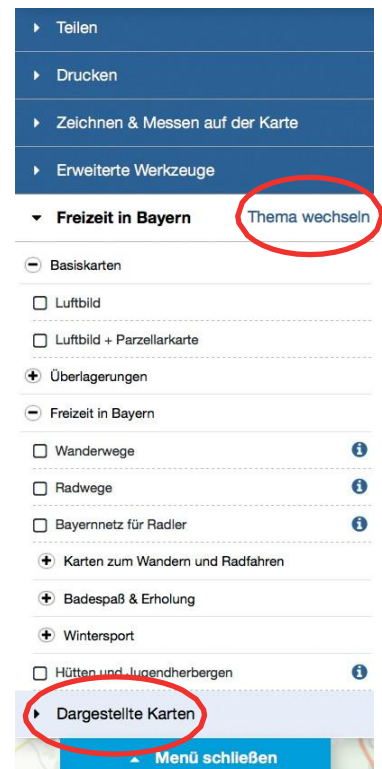 Teilen
Drucken
Zeichnen & Messen auf der Karte
Erweiterte Werkzeuge
Freizeit in Bayern Thema wechseln
Basiskarten
Luftbild
Luftbild + Parzellarkarte
Überlagerungen
Freizeit in Bayern
Wanderwege
Radwege
Bayernnetz für Radler
Karten zum Wandern und Radfahren
Badespaß & Erholung
Wintersport
Hütten und Jugendherbergen
Dargestellte Karten
Menü schließen